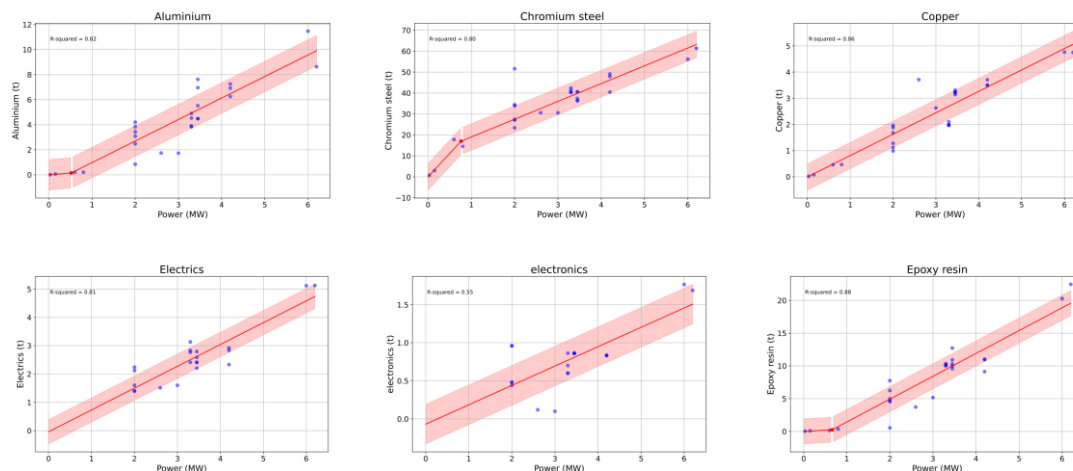 Aluminium
R-squared = 0.82
Aluminium (t)
12
10
8
6
4
2
0
0 1 2 3 4 5 6
Power (MW)
Chromium steel
R-squared = 0.80
Chromium steel (t)
70
60
50
40
30
20
10
0
−10
0 1 2 3 4 5 6
Power (MW)
Copper
R-squared = 0.86
Copper (t)
5
4
3
2
1
0
0 1 2 3 4 5 6
Power (MW)
Electrics
R-squared = 0.81
Electrics (t)
5
4
3
2
1
0
0 1 2 3 4 5 6
Power (MW)
electronics
R-squared = 0.55
electronics (t)
1.5
1.0
0.5
0.0
0 1 2 3 4 5 6
Power (MW)
Epoxy resin
R-squared = 0.88
Epoxy resin (t)
20
15
10
5
0
0 1 2 3 4 5 6
Power (MW)